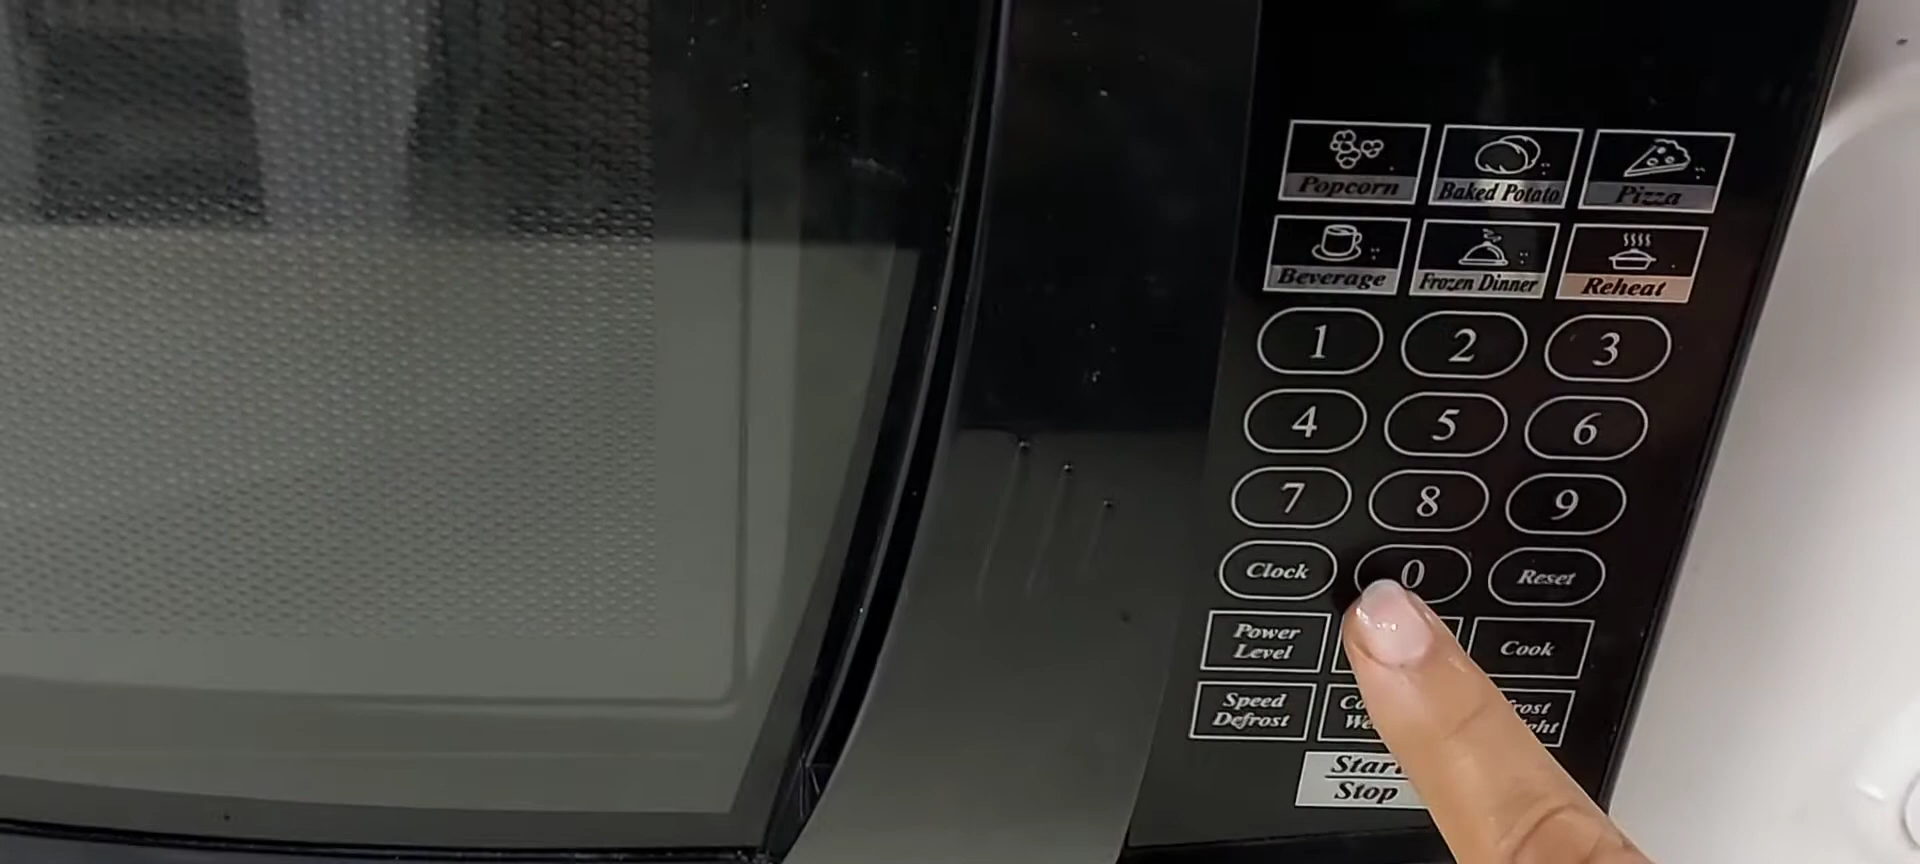 Popcorn Baked Potato Pizza
Beverage Frozen Dinner Reheat
1 2 3
4 5 6
7 8 9
Clock 0 Reset
Power
Level
Cook
Speed
Defrost
Start
Stop